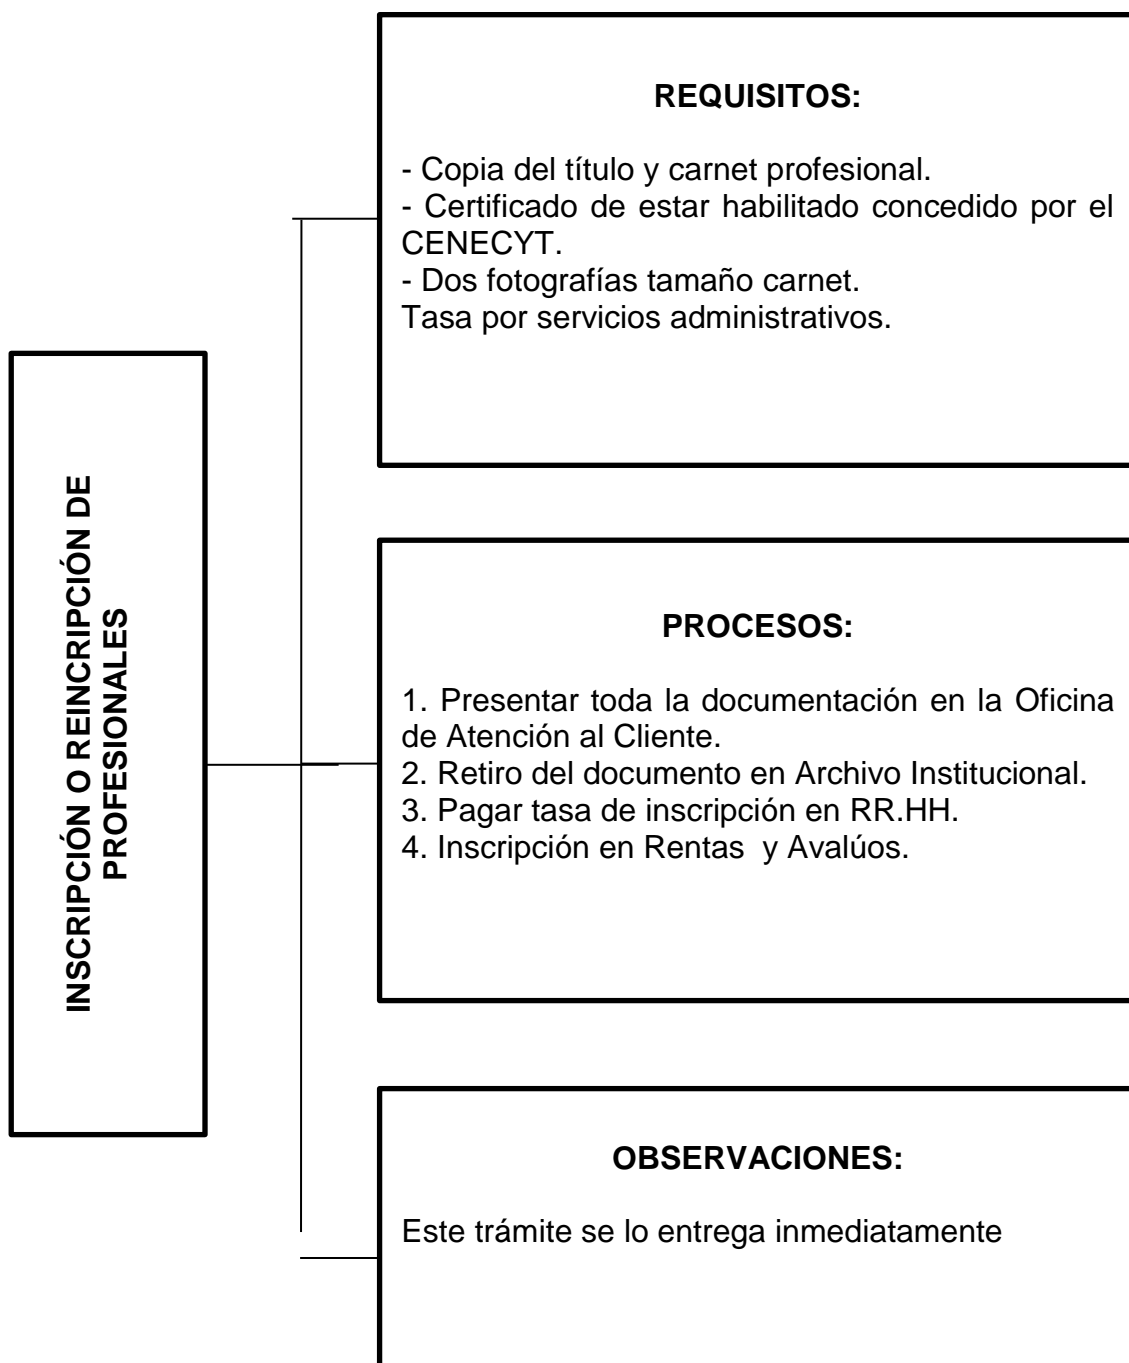 REQUISITOS:
- Copia del título y carnet profesional.
- Certificado de estar habilitado concedido por el
CENECYT.
- Dos fotografías tamaño carnet.
Tasa por servicios administrativos.
INSCRIPCIÓN O REINCRIPCIÓN DE
PROFESIONALES
PROCESOS:
1. Presentar toda la documentación en la Oficina
de Atención al Cliente.
2. Retiro del documento en Archivo Institucional.
3. Pagar tasa de inscripción en RR.HH.
4. Inscripción en Rentas  y Avalúos.
OBSERVACIONES:
Este trámite se lo entrega inmediatamente